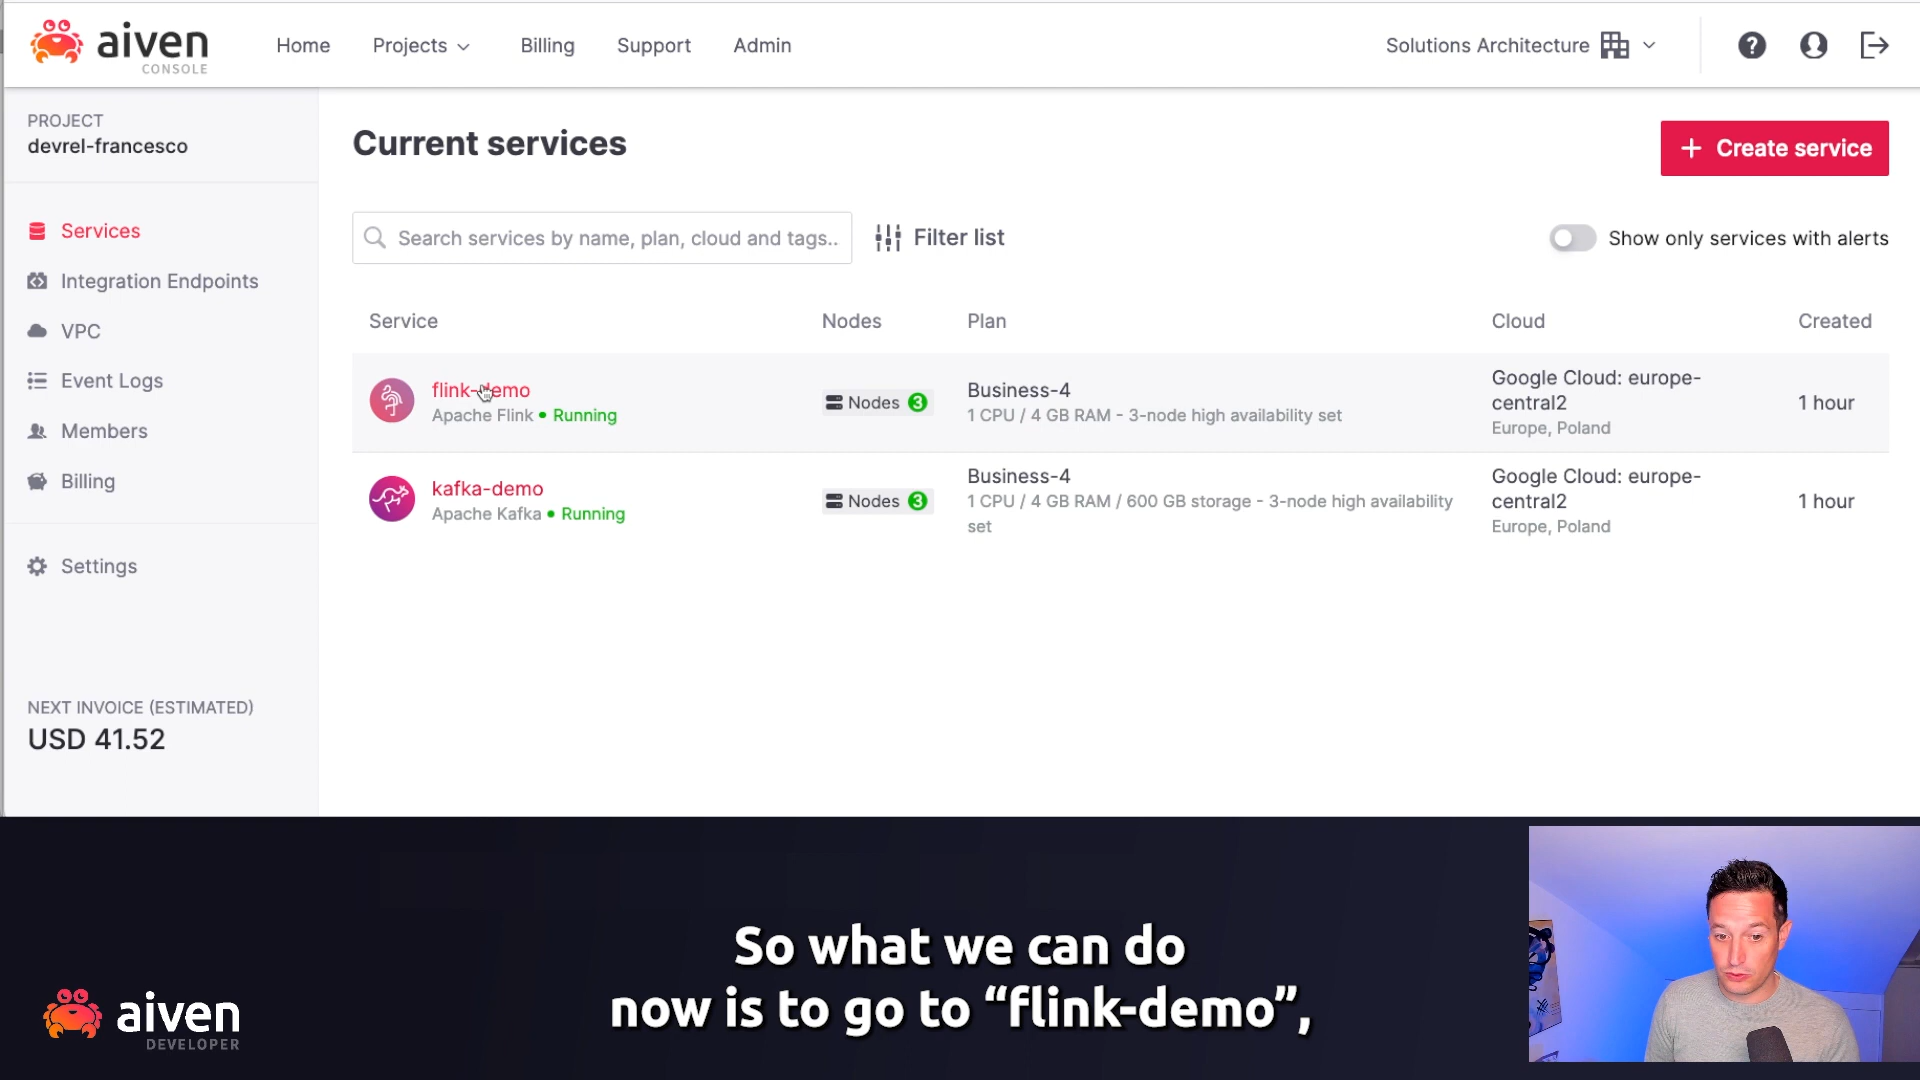 aiven
CONSOLE
Home
Projects
Billing
Support
Admin
Solutions Architecture
PROJECT
devrel-francesco
Services
Integration Endpoints
VPC
Event Logs
Members
Billing
Settings
NEXT INVOICE (ESTIMATED)
USD 41.52
Current services
+ Create service
Search services by name, plan, cloud and tags..
Filter list
Show only services with alerts
Service
Nodes
Plan
Cloud
Created
flink-demo
Apache Flink • Running
Nodes 3
Business-4
1 CPU / 4 GB RAM - 3-node high availability set
Google Cloud: europe-
central2
Europe, Poland
1 hour
kafka-demo
Apache Kafka • Running
Nodes 3
Business-4
1 CPU / 4 GB RAM / 600 GB storage - 3-node high availability
set
Google Cloud: europe-
central2
Europe, Poland
1 hour
So what we can do
now is to go to “flink-demo”,
aiven
DEVELOPER